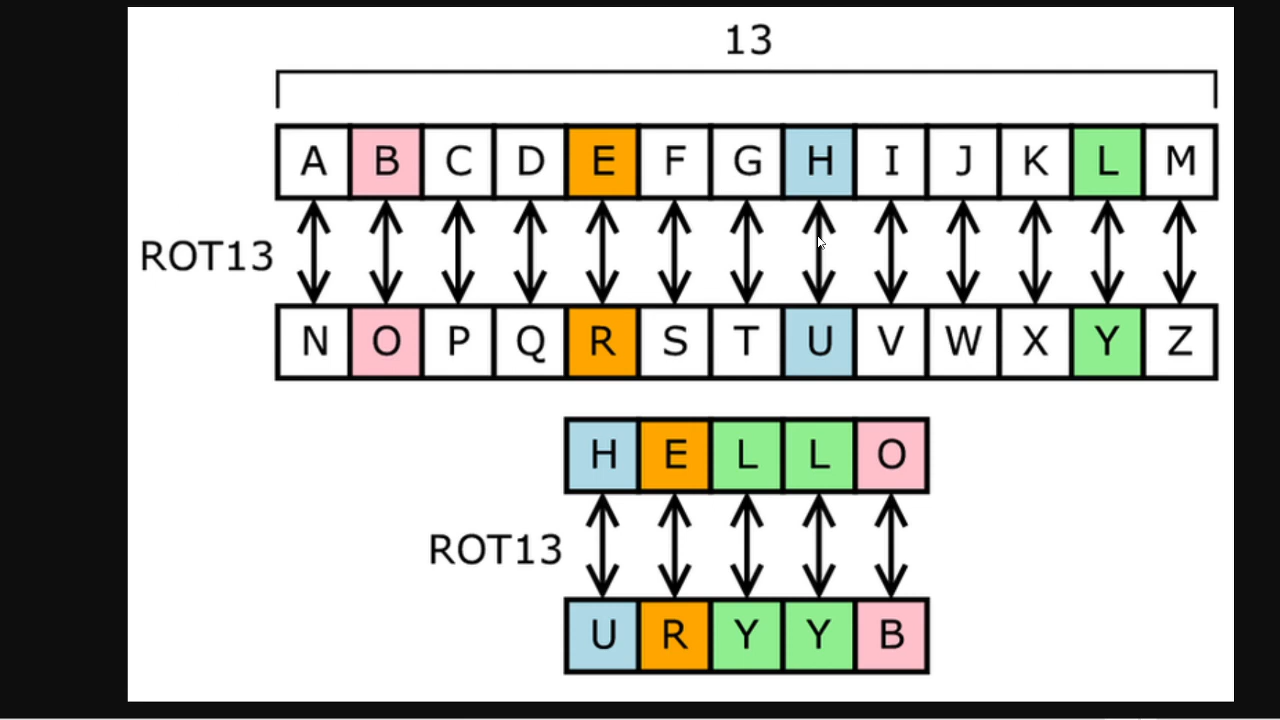 13
A B C D E F G H I J K L M
ROT13
N O P Q R S T U V W X Y Z
H E L L O
ROT13
U R Y Y B